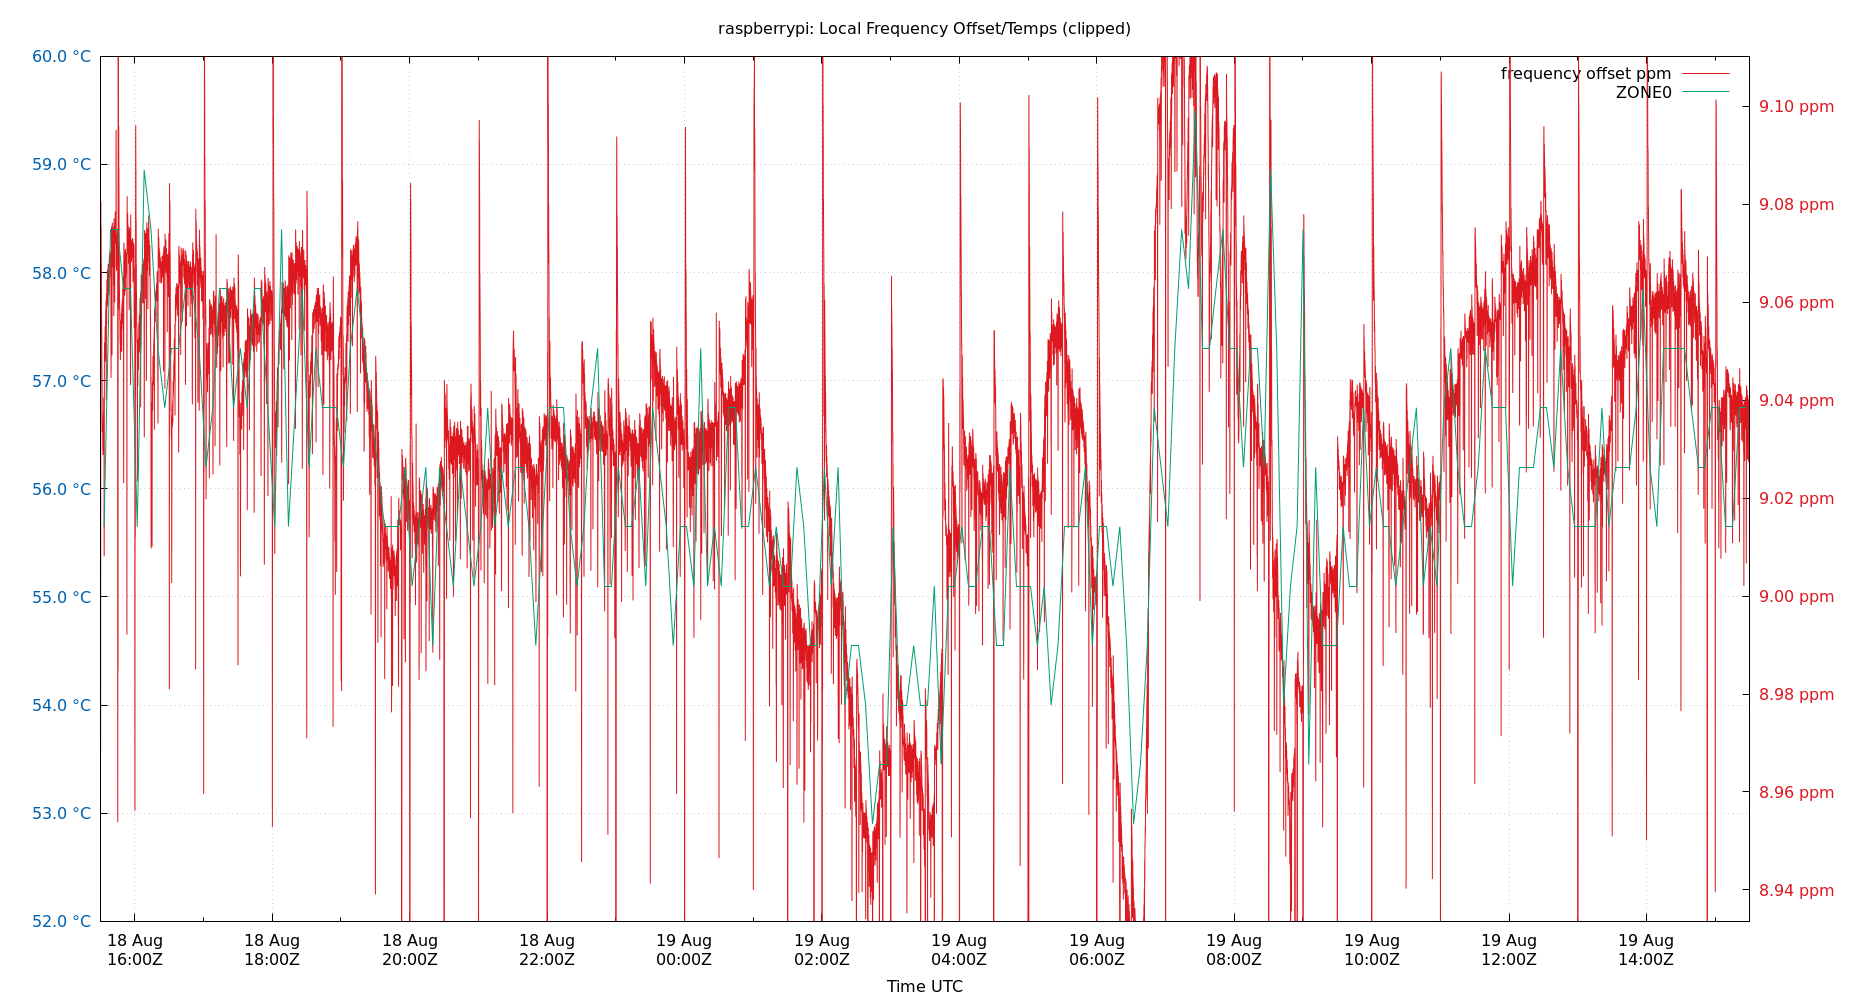 raspberrypi: Local Frequency Offset/Temps (clipped)
60.0 °C
59.0 °C
58.0 °C
57.0 °C
56.0 °C
55.0 °C
54.0 °C
53.0 °C
52.0 °C
frequency offset ppm
ZONE0
9.10 ppm
9.08 ppm
9.06 ppm
9.04 ppm
9.02 ppm
9.00 ppm
8.98 ppm
8.96 ppm
8.94 ppm
18 Aug 18 Aug 18 Aug 18 Aug 19 Aug 19 Aug 19 Aug 19 Aug 19 Aug 19 Aug 19 Aug 19 Aug
16:00Z 18:00Z 20:00Z 22:00Z 00:00Z 02:00Z 04:00Z 06:00Z 08:00Z 10:00Z 12:00Z 14:00Z
Time UTC